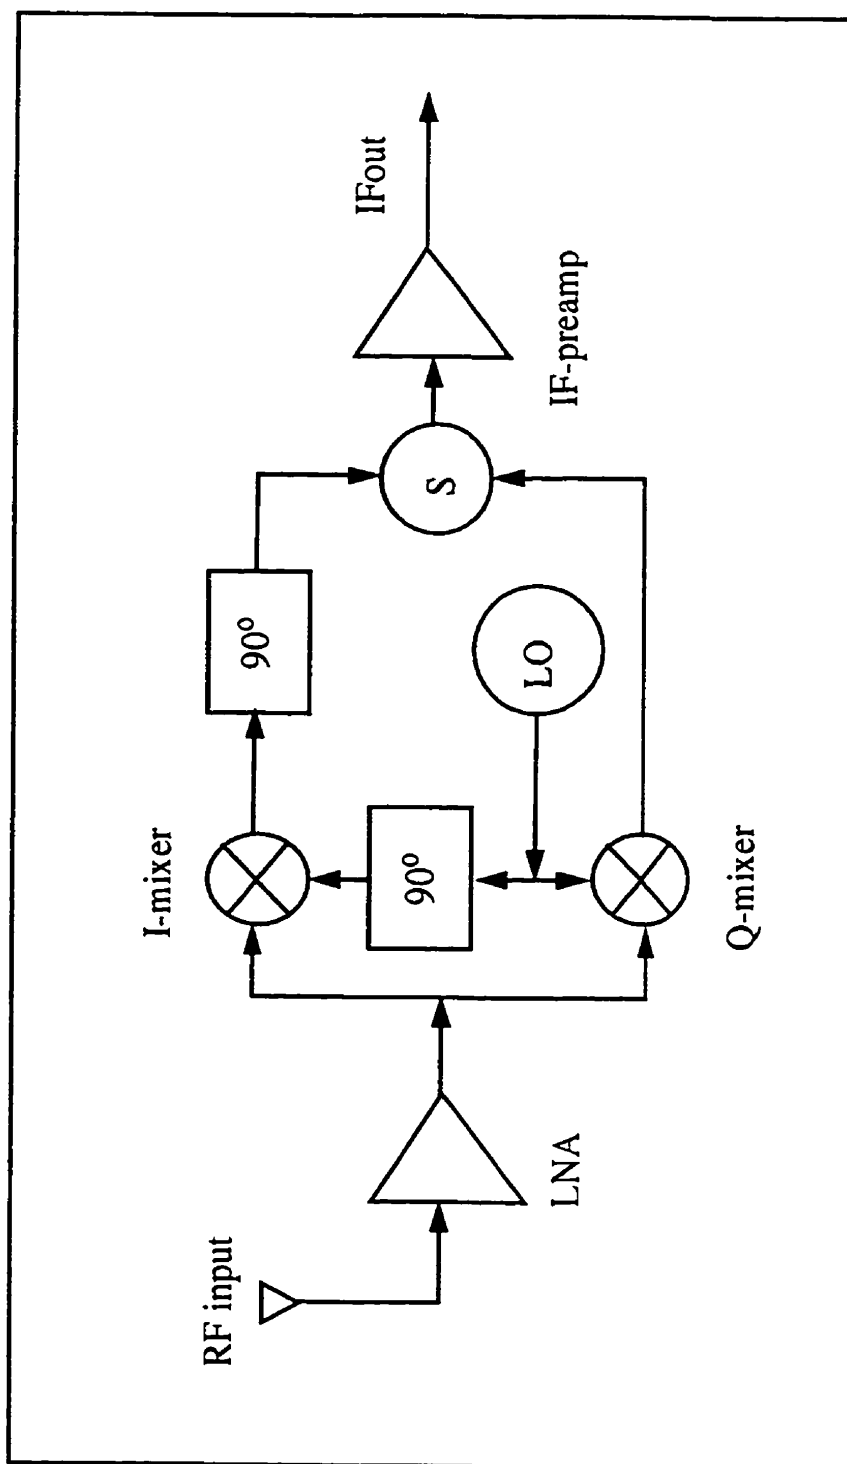 RF input
LNA
I-mixer
90°
90°
Q-mixer
LO
S
IF-preamp
IFout